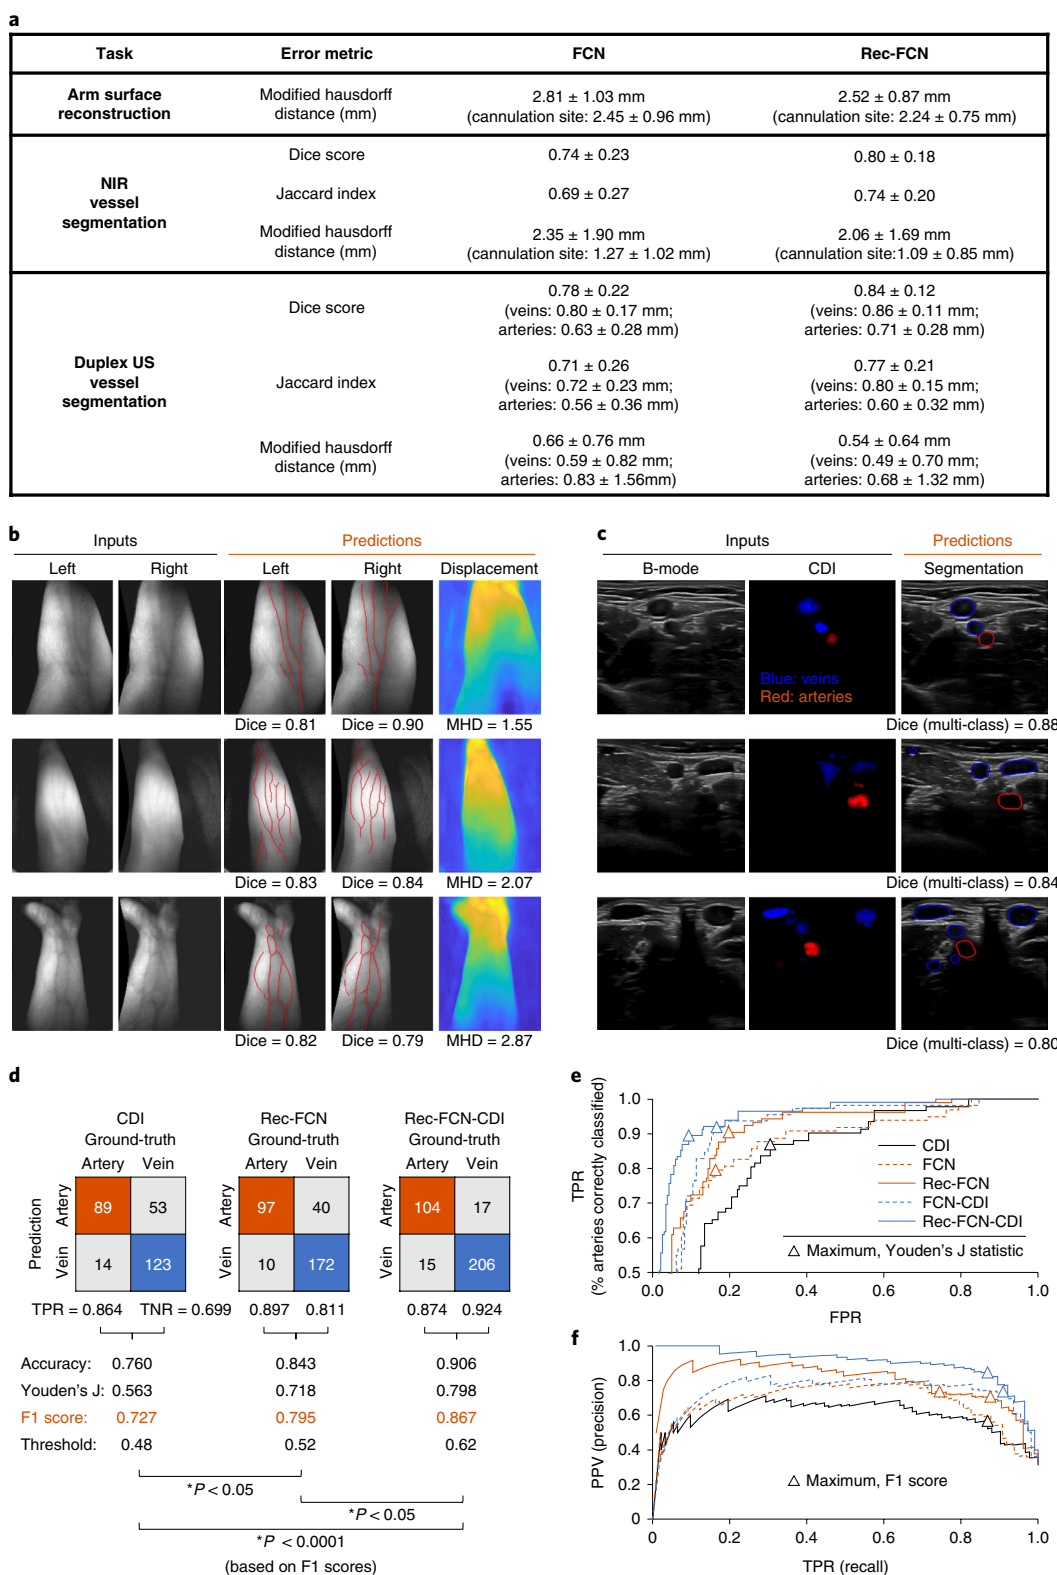 a
Task Error metric FCN Rec-FCN
Arm surface
reconstruction
Modified hausdorff
distance (mm)
2.81 ± 1.03 mm
(cannulation site: 2.45 ± 0.96 mm)
2.52 ± 0.87 mm
(cannulation site: 2.24 ± 0.75 mm)
NIR
vessel
segmentation
Dice score 0.74 ± 0.23 0.80 ± 0.18
Jaccard index 0.69 ± 0.27 0.74 ± 0.20
Modified hausdorff
distance (mm)
2.35 ± 1.90 mm
(cannulation site: 1.27 ± 1.02 mm)
2.06 ± 1.69 mm
(cannulation site:1.09 ± 0.85 mm)
Duplex US
vessel
segmentation
Dice score
0.78 ± 0.22
(veins: 0.80 ± 0.17 mm;
arteries: 0.63 ± 0.28 mm)
0.84 ± 0.12
(veins: 0.86 ± 0.11 mm;
arteries: 0.71 ± 0.28 mm)
Jaccard index
0.71 ± 0.26
(veins: 0.72 ± 0.23 mm;
arteries: 0.56 ± 0.36 mm)
0.77 ± 0.21
(veins: 0.80 ± 0.15 mm;
arteries: 0.60 ± 0.32 mm)
Modified hausdorff
distance (mm)
0.66 ± 0.76 mm
(veins: 0.59 ± 0.82 mm;
arteries: 0.83 ± 1.56mm)
0.54 ± 0.64 mm
(veins: 0.49 ± 0.70 mm;
arteries: 0.68 ± 1.32 mm)
b
Inputs Predictions
Left Right Left Right Displacement
Dice = 0.81 Dice = 0.90 MHD = 1.55
Dice = 0.83 Dice = 0.84 MHD = 2.07
Dice = 0.82 Dice = 0.79 MHD = 2.87
c
Inputs Predictions
B-mode CDI Segmentation
Blue: veins
Red: arteries
Dice (multi-class) = 0.88
Dice (multi-class) = 0.84
Dice (multi-class) = 0.80
d
CDI Rec-FCN Rec-FCN-CDI
Ground-truth Ground-truth Ground-truth
Artery Vein Artery Vein Artery Vein
Prediction
Artery
Vein
89 53
14 123
Artery
Vein
97 40
10 172
Artery
Vein
104 17
15 206
TPR = 0.864 TNR = 0.699 0.897 0.811 0.874 0.924
Accuracy: 0.760 0.843 0.906
Youden's J: 0.563 0.718 0.798
F1 score: 0.727 0.795 0.867
Threshold: 0.48 0.52 0.62
*P < 0.05
*P < 0.05
*P < 0.0001
(based on F1 scores)
e
TPR
(% arteries correctly classified)
1.0
0.9
0.8
0.7
0.6
0.5
0.0 0.2 0.4 0.6 0.8 1.0
FPR
CDI
FCN
Rec-FCN
FCN-CDI
Rec-FCN-CDI
△ Maximum, Youden's J statistic
f
PPV (precision)
1.0
0.8
0.6
0.4
0.2
0
0 0.2 0.4 0.6 0.8 1.0
TPR (recall)
△ Maximum, F1 score